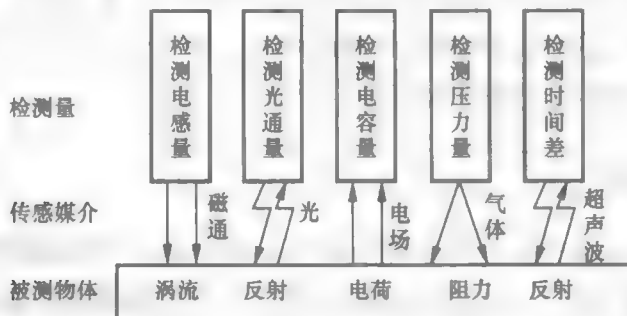 检测电感量
检测光通量
检测电容量
检测压力量
检测时间差
检测量
传感媒介
磁通
光
电场
气体
超声波
被测物体
涡流
反射
电荷
阻力
反射